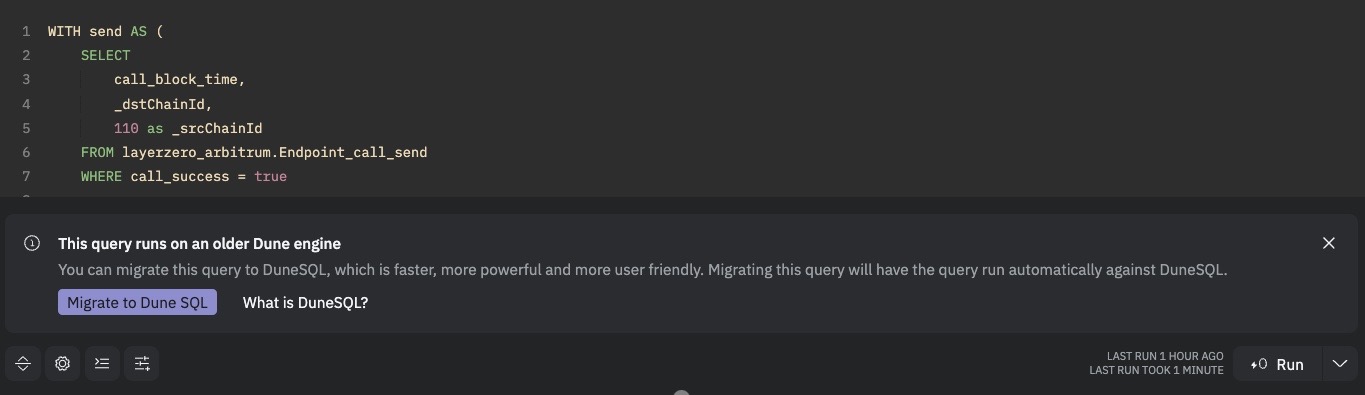 1 WITH send AS (
2 SELECT
3 call_block_time,
4 _dstChainId,
5 110 as _srcChainId
6 FROM layerzero_arbitrum.Endpoint_call_send
7 WHERE call_success = true
This query runs on an older Dune engine
You can migrate this query to DuneSQL, which is faster, more powerful and more user friendly. Migrating this query will have the query run automatically against DuneSQL.
Migrate to Dune SQL What is DuneSQL?
LAST RUN 1 HOUR AGO
LAST RUN TOOK 1 MINUTE
0 Run